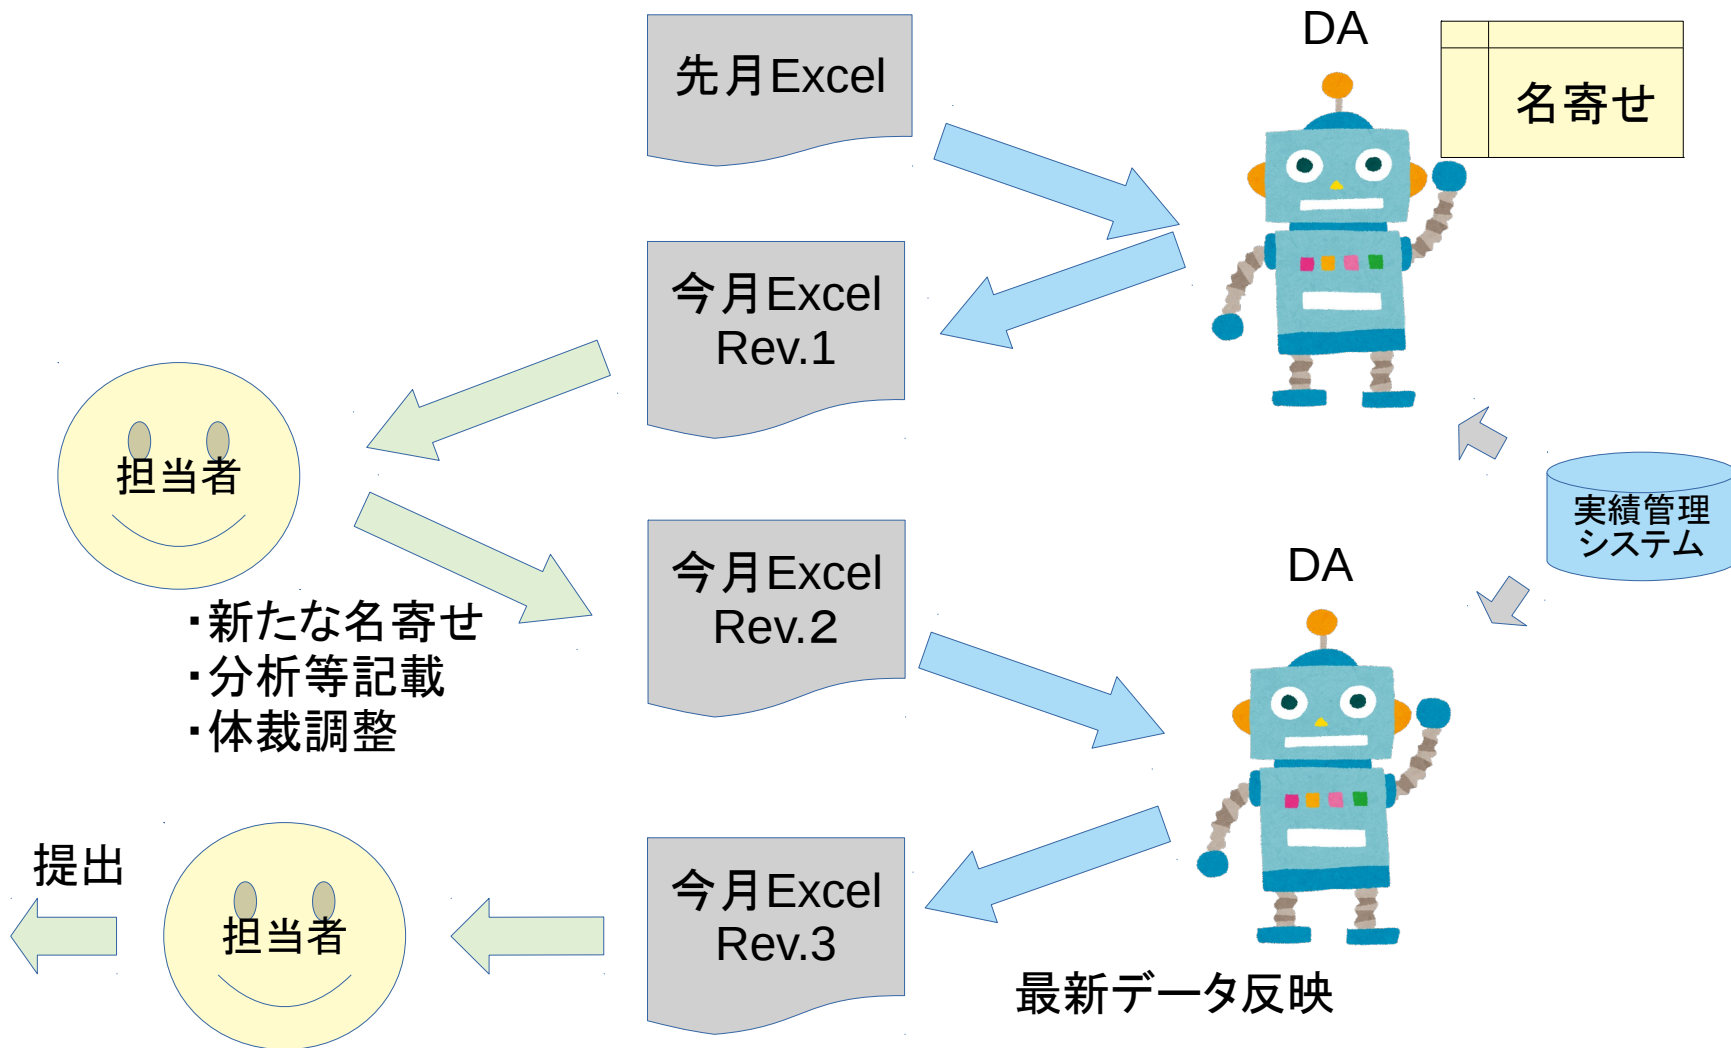 先月Excel
DA
名寄せ
今月Excel
Rev.1
担当者
実績管理
システム
・新たな名寄せ
・分析等記載
・体裁調整
今月Excel
Rev.２
DA
提出
担当者
今月Excel
Rev.3
最新データ反映